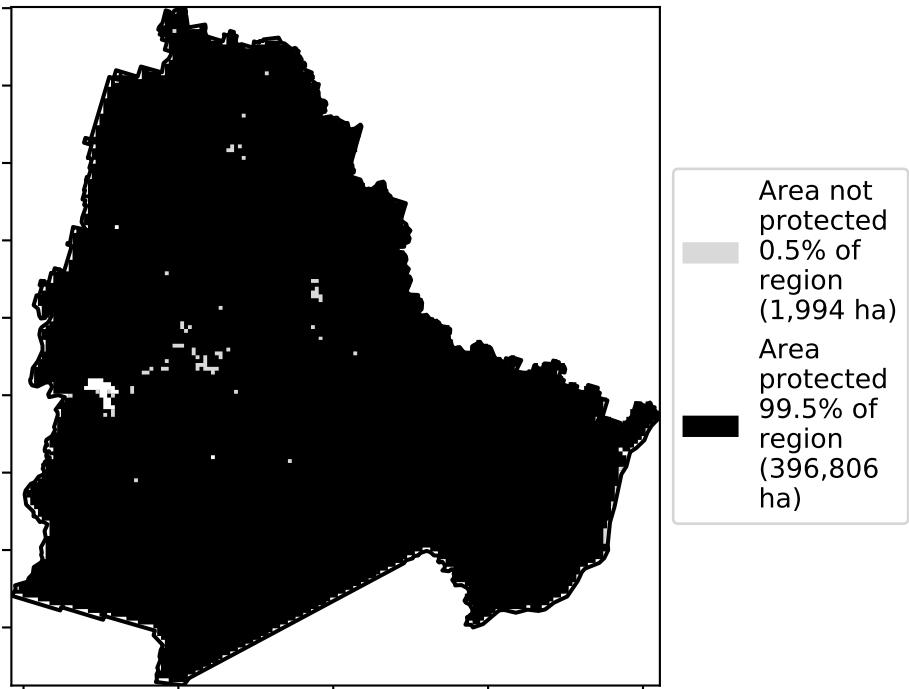 Area not
protected
0.5% of
region
(1,994 ha)
Area
protected
99.5% of
region
(396,806
ha)